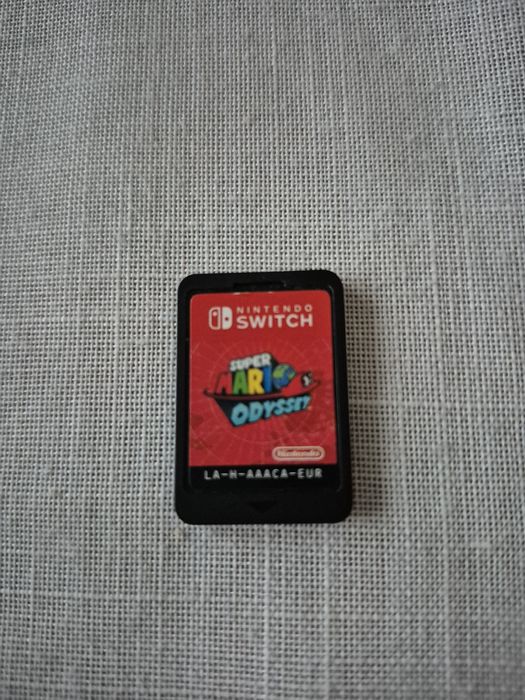 NINTENDO
SWITCH
SUPER
MARIO
ODYSSEY
Nintendo
LA-H-AAACA-EUR